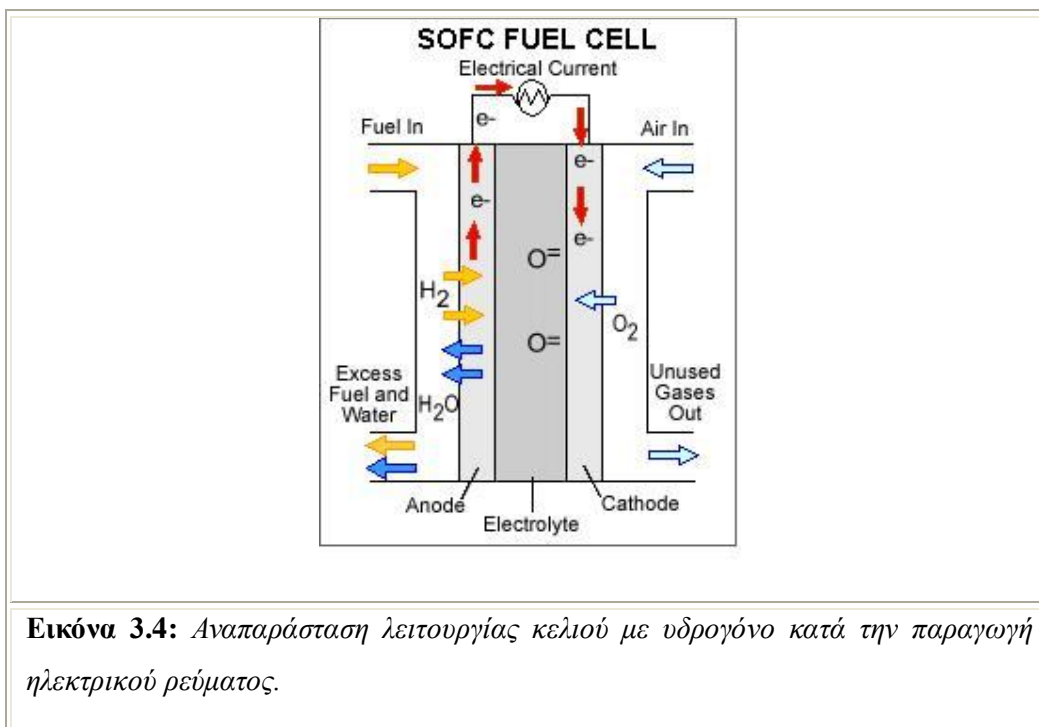 SOFC FUEL CELL
Electrical Current
e-
Fuel In
Air In
e-
e-
e-
O=
H2
O2
O=
Excess
Fuel and
Water
H2O
Unused
Gases
Out
Anode
Cathode
Electrolyte
Εικόνα 3.4: Αναπαράσταση λειτουργίας κελιού με υδρογόνο κατά την παραγωγή
ηλεκτρικού ρεύματος.